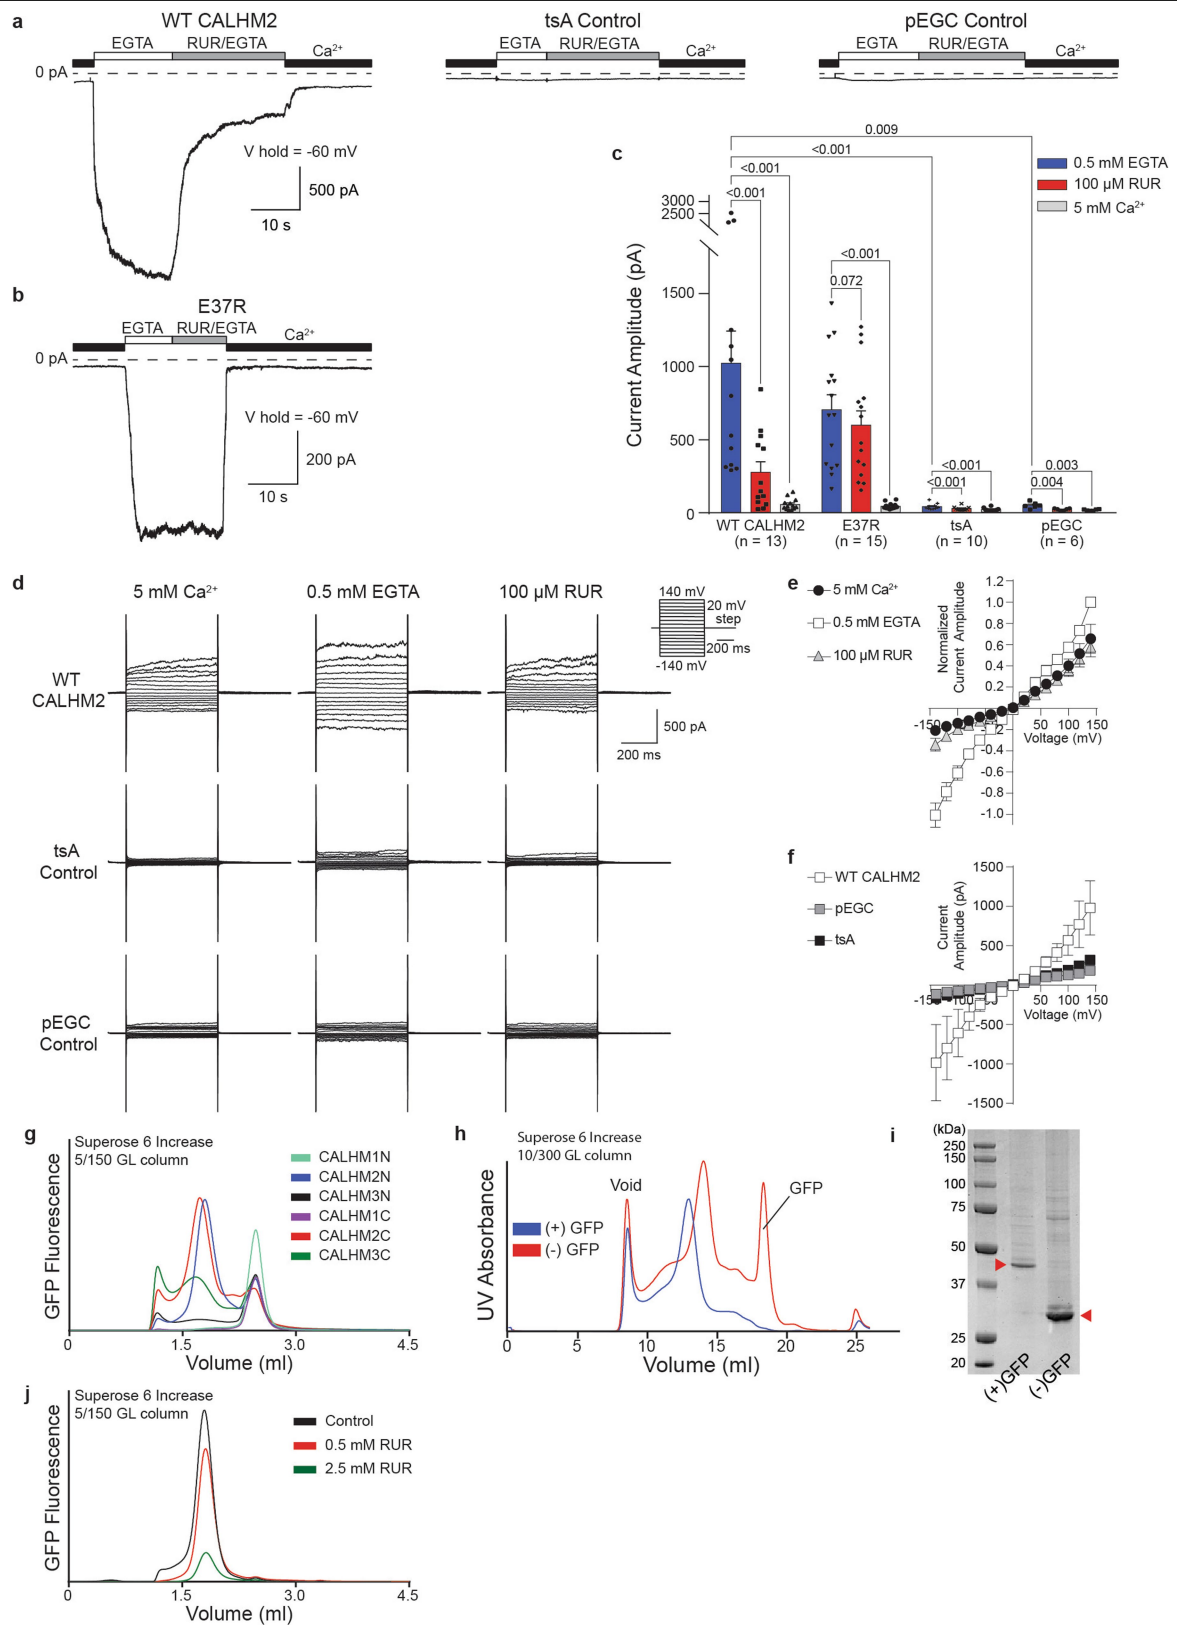 a
WT CALHM2
tsA Control
pEGC Control
EGTA
RUR/EGTA
Ca²⁺
EGTA
RUR/EGTA
Ca²⁺
EGTA
RUR/EGTA
Ca²⁺
0 pA
V hold = -60 mV
500 pA
10 s
b
E37R
EGTA
RUR/EGTA
Ca²⁺
0 pA
V hold = -60 mV
200 pA
10 s
c
0.009
<0.001
<0.001
<0.001
<0.001
0.072
<0.001
<0.001
0.003
0.004
0.5 mM EGTA
100 µM RUR
5 mM Ca²⁺
Current Amplitude (pA)
3000
2500
1500
1000
500
0
WT CALHM2
(n = 13)
E37R
(n = 15)
tsA
(n = 10)
pEGC
(n = 6)
d
5 mM Ca²⁺
0.5 mM EGTA
100 µM RUR
140 mV
20 mV
step
200 ms
-140 mV
WT
CALHM2
500 pA
200 ms
tsA
Control
pEGC
Control
e
5 mM Ca²⁺
0.5 mM EGTA
100 µM RUR
Normalized
Current Amplitude
1.2
1.0
0.8
0.6
0.4
0.2
-0.4
-0.6
-0.8
-1.0
-150
50
100
150
Voltage (mV)
f
WT CALHM2
pEGC
tsA
Current
Amplitude (pA)
1500
1000
500
-500
-1000
-1500
-150
-100
50
100
150
Voltage (mV)
g
Superose 6 Increase
5/150 GL column
CALHM1N
CALHM2N
CALHM3N
CALHM1C
CALHM2C
CALHM3C
GFP Fluorescence
0
1.5
3.0
4.5
Volume (ml)
h
Superose 6 Increase
10/300 GL column
Void
GFP
(+) GFP
(-) GFP
UV Absorbance
0
5
10
15
20
25
Volume (ml)
i
(kDa)
250
150
100
75
50
37
25
20
(+)GFP
(-)GFP
j
Superose 6 Increase
5/150 GL column
Control
0.5 mM RUR
2.5 mM RUR
GFP Fluorescence
0
1.5
3.0
4.5
Volume (ml)